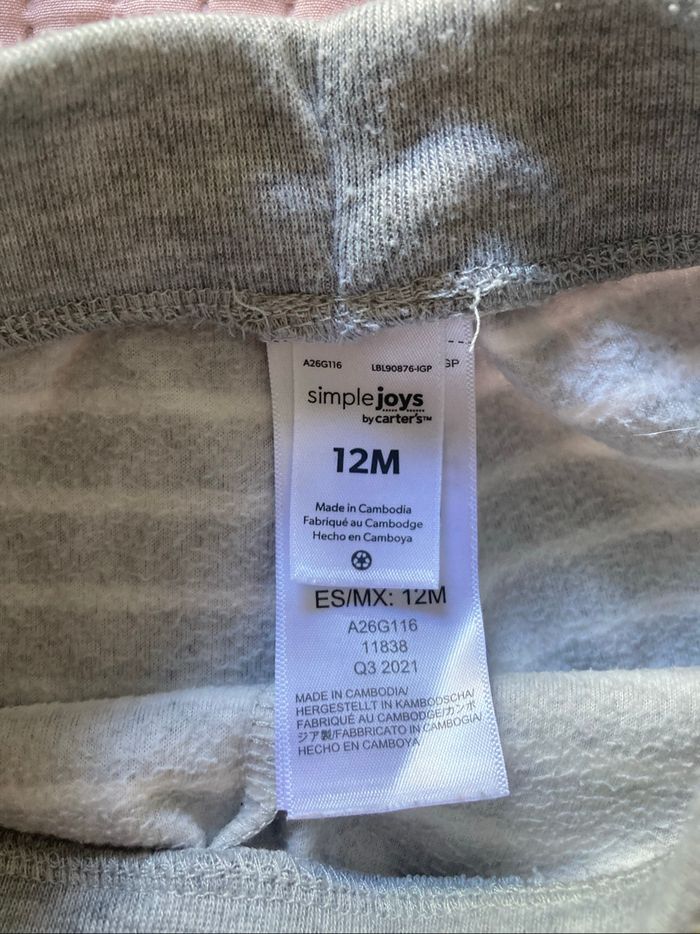 A26G116 LBL90876-IGP
simple joys
by carter's™
12M
Made in Cambodia
Fabriqué au Cambodge
Hecho en Camboya
ES/MX: 12M
A26G116
11838
Q3 2021
MADE IN CAMBODIA/
HERGESTELLT IN KAMBODSCHA/
FABRIQUÉ AU CAMBODGE/カンボ
ジア製/FABBRICATO IN CAMBOGIA/
HECHO EN CAMBOYA